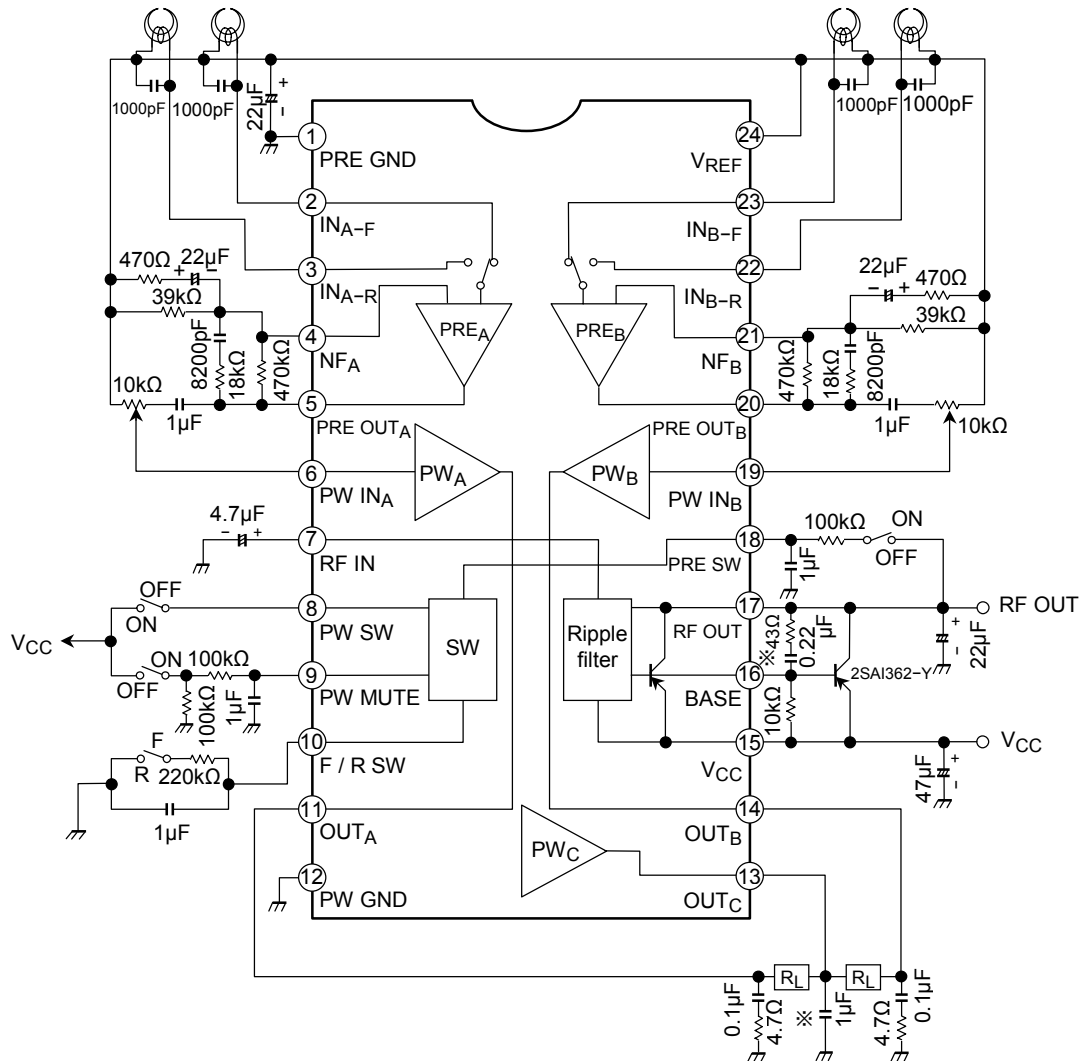 1000pF
1000pF
22µF
+
-
1000pF
1000pF
1
PRE GND
24
VREF
2
INA-F
23
INB-F
3
INA-R
22
INB-R
470Ω
+
-
22µF
39kΩ
4
NFA
8200pF
18kΩ
470kΩ
PREA
PREB
21
NFB
22µF
-
+
470Ω
39kΩ
470kΩ
18kΩ
8200pF
10kΩ
1µF
5
PRE OUTA
20
PRE OUTB
1µF
10kΩ
6
PW INA
PWA
PWB
19
PW INB
4.7µF
-
+
7
RF IN
18
PRE SW
100kΩ
ON
OFF
1µF
VCC
OFF
ON
8
PW SW
SW
Ripple
filter
17
RF OUT
※43Ω
0.22
µF
RF OUT
+
-
22µF
ON
OFF
100kΩ
100kΩ
1µF
9
PW MUTE
16
BASE
10kΩ
2SAI362-Y
F
R
220kΩ
1µF
10
F / R SW
15
VCC
VCC
+
-
47µF
11
OUTA
14
OUTB
12
PW GND
PWC
13
OUTC
0.1µF
4.7Ω
RL
※
1µF
RL
4.7Ω
0.1µF